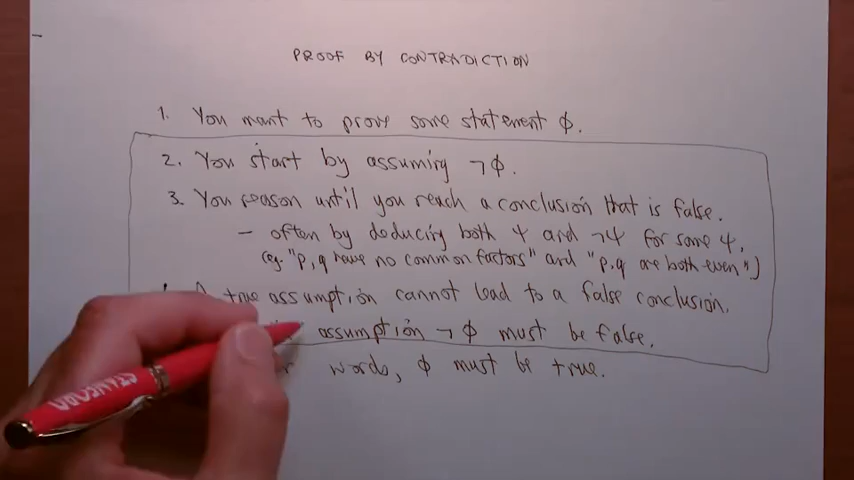 PROOF BY CONTRADICTION
1. You want to prove some statement ϕ.
2. You start by assuming ¬ϕ.
3. You reason until you reach a conclusion that is false.
– often by deducing both ψ and ¬ψ for some ψ,
(eg. "p,q have no common factors" and "p,q are both even")
true assumption cannot lead to a false conclusion.
assumption ¬ϕ must be false.
words, ϕ must be true.
STANFORD